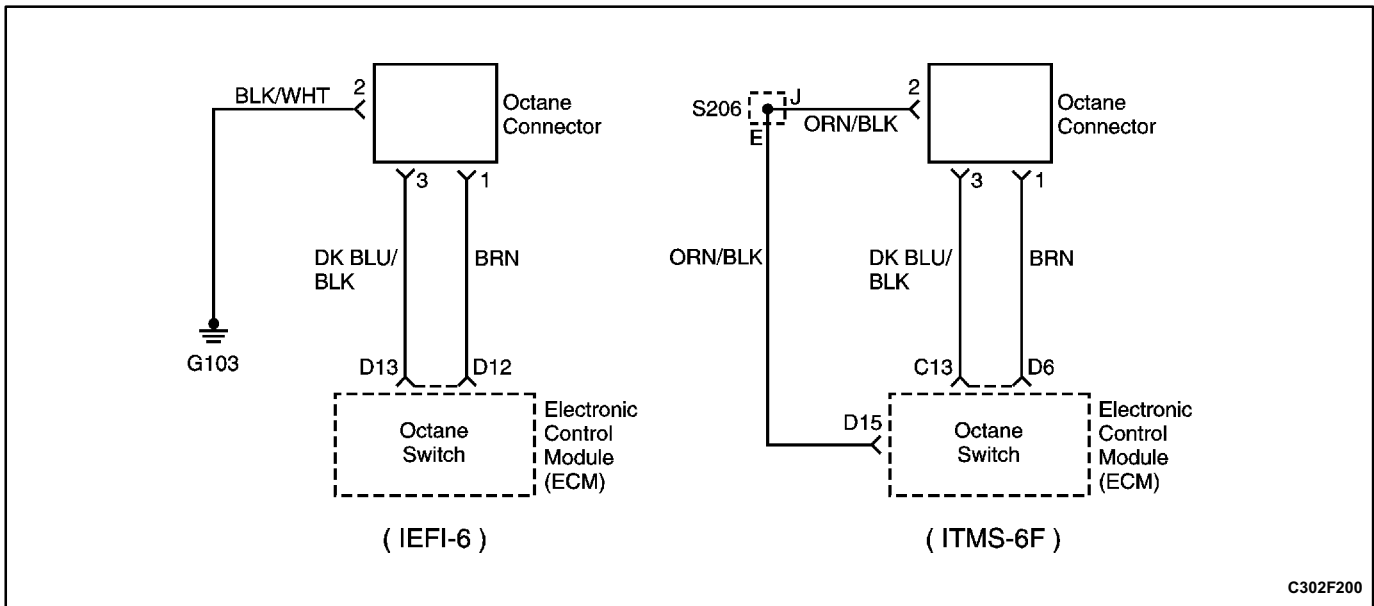 BLK/WHT
2
Octane
Connector
3
1
DK BLU/
BLK
BRN
G103
D13
D12
Octane
Switch
Electronic
Control
Module
(ECM)
( IEFI-6 )
S206
J
E
ORN/BLK
2
Octane
Connector
3
1
ORN/BLK
DK BLU/
BLK
BRN
C13
D6
D15
Octane
Switch
Electronic
Control
Module
(ECM)
( ITMS-6F )
C302F200